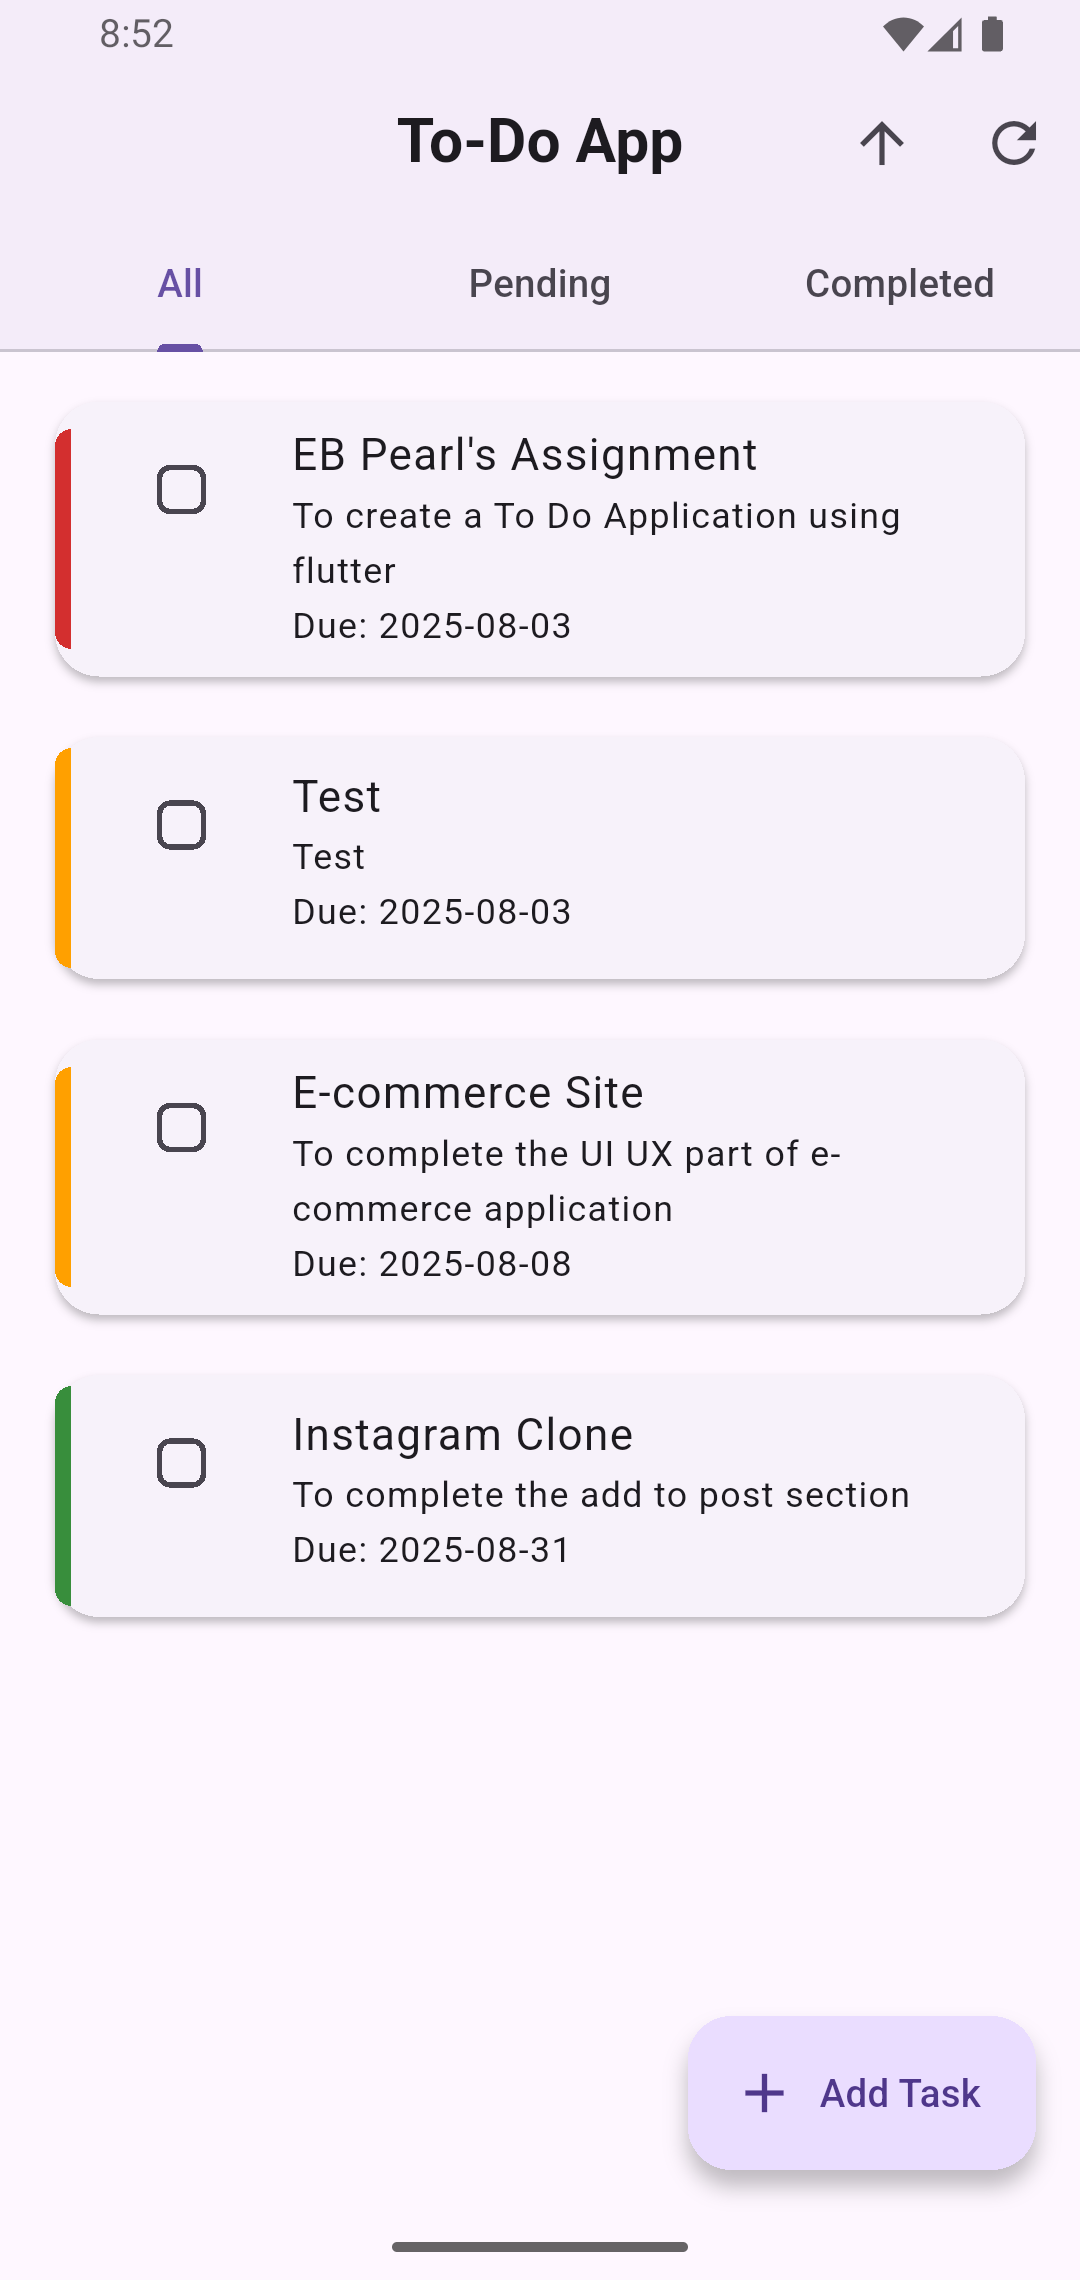 8:52
To-Do App
All
Pending
Completed
EB Pearl's Assignment
To create a To Do Application using
flutter
Due: 2025-08-03
Test
Test
Due: 2025-08-03
E-commerce Site
To complete the UI UX part of e-
commerce application
Due: 2025-08-08
Instagram Clone
To complete the add to post section
Due: 2025-08-31
Add Task